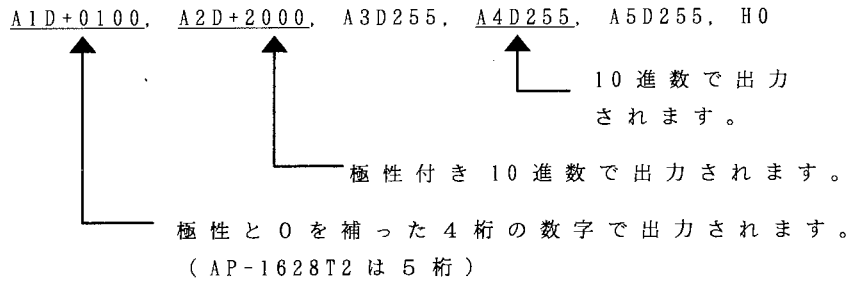 A1D+0100, A2D+2000, A3D255, A4D255, A5D255, H0
10進数で出力
されます。
極性付き10進数で出力されます。
極性と0を補った4桁の数字で出力されます。
(AP-1628T2は5桁)